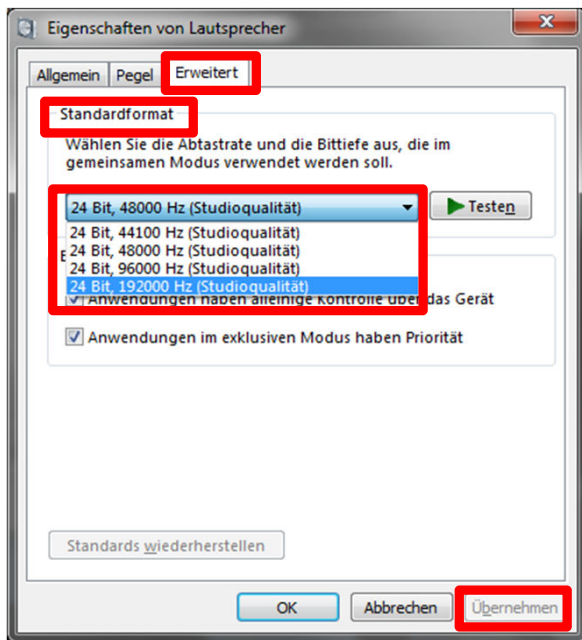 Eigenschaften von Lautsprecher
Allgemein Pegel Erweitert
Standardformat
Wählen Sie die Abtastrate und die Bittiefe aus, die im
gemeinsamen Modus verwendet werden soll.
24 Bit, 48000 Hz (Studioqualität) Testen
24 Bit, 44100 Hz (Studioqualität)
24 Bit, 48000 Hz (Studioqualität)
24 Bit, 96000 Hz (Studioqualität)
24 Bit, 192000 Hz (Studioqualität)
Anwendungen haben alleinige Kontrolle über das Gerät
Anwendungen im exklusiven Modus haben Priorität
Standards wiederherstellen
OK Abbrechen Übernehmen